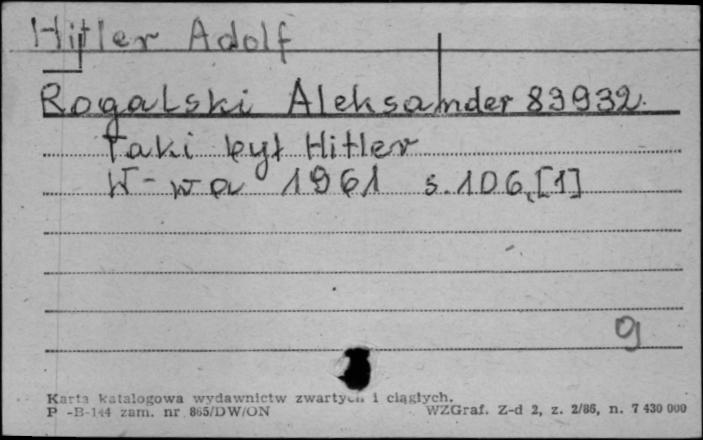 Hitler Adolf
Rogalski Aleksander 83932
Taki był Hitler
W-wa 1961 s.106,[1]
g
Karta katalogowa wydawnictw zwartych i ciągłych.
P -B-144 zam. nr 865/DW/ON WZGraf. Z-d 2, z. 2/86, n. 7 430 000